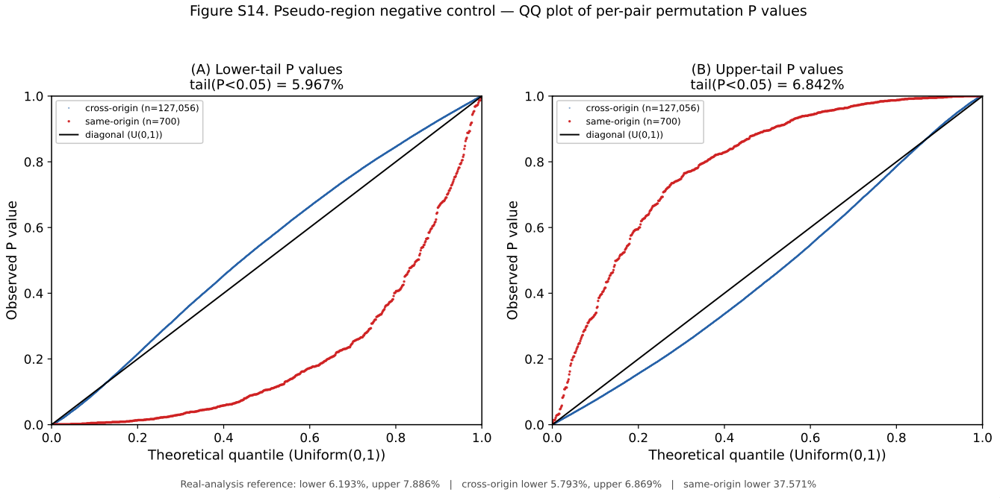 Figure S14. Pseudo-region negative control — QQ plot of per-pair permutation P values
(A) Lower-tail P values
tail(P<0.05) = 5.967%
1.0
0.8
0.6
0.4
0.2
0.0
Observed P value
cross-origin (n=127,056)
same-origin (n=700)
diagonal (U(0,1))
0.0 0.2 0.4 0.6 0.8 1.0
Theoretical quantile (Uniform(0,1))
(B) Upper-tail P values
tail(P<0.05) = 6.842%
1.0
0.8
0.6
0.4
0.2
0.0
Observed P value
cross-origin (n=127,056)
same-origin (n=700)
diagonal (U(0,1))
0.0 0.2 0.4 0.6 0.8 1.0
Theoretical quantile (Uniform(0,1))
Real-analysis reference: lower 6.193%, upper 7.886% | cross-origin lower 5.793%, upper 6.869% | same-origin lower 37.571%